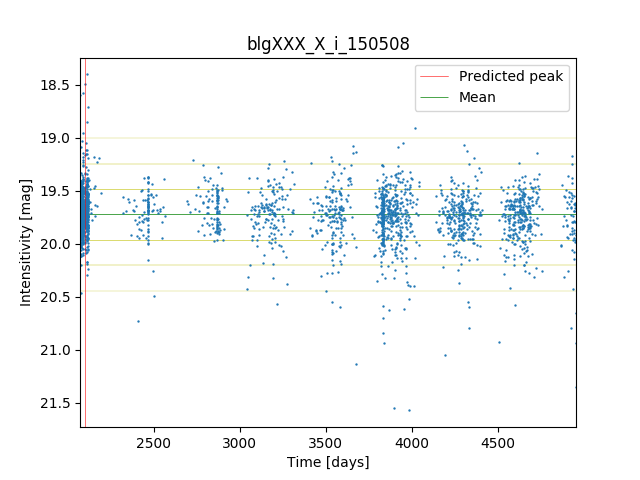 blgXXX_X_i_150508
Predicted peak
Mean
Intensitivity [mag]
18.5
19.0
19.5
20.0
20.5
21.0
21.5
2500
3000
3500
4000
4500
Time [days]